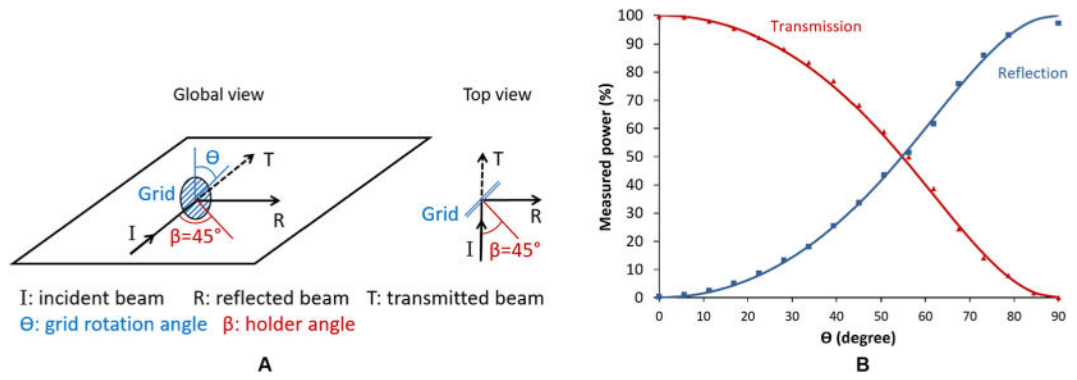 Global view
Top view
Θ
T
Grid
R
I
β=45°
T
Grid
R
I
β=45°
I: incident beam R: reflected beam T: transmitted beam
Θ: grid rotation angle β: holder angle
A
100
90
80
70
60
50
40
30
20
10
0
Measured power (%)
Transmission
Reflection
0 10 20 30 40 50 60 70 80 90
Θ (degree)
B